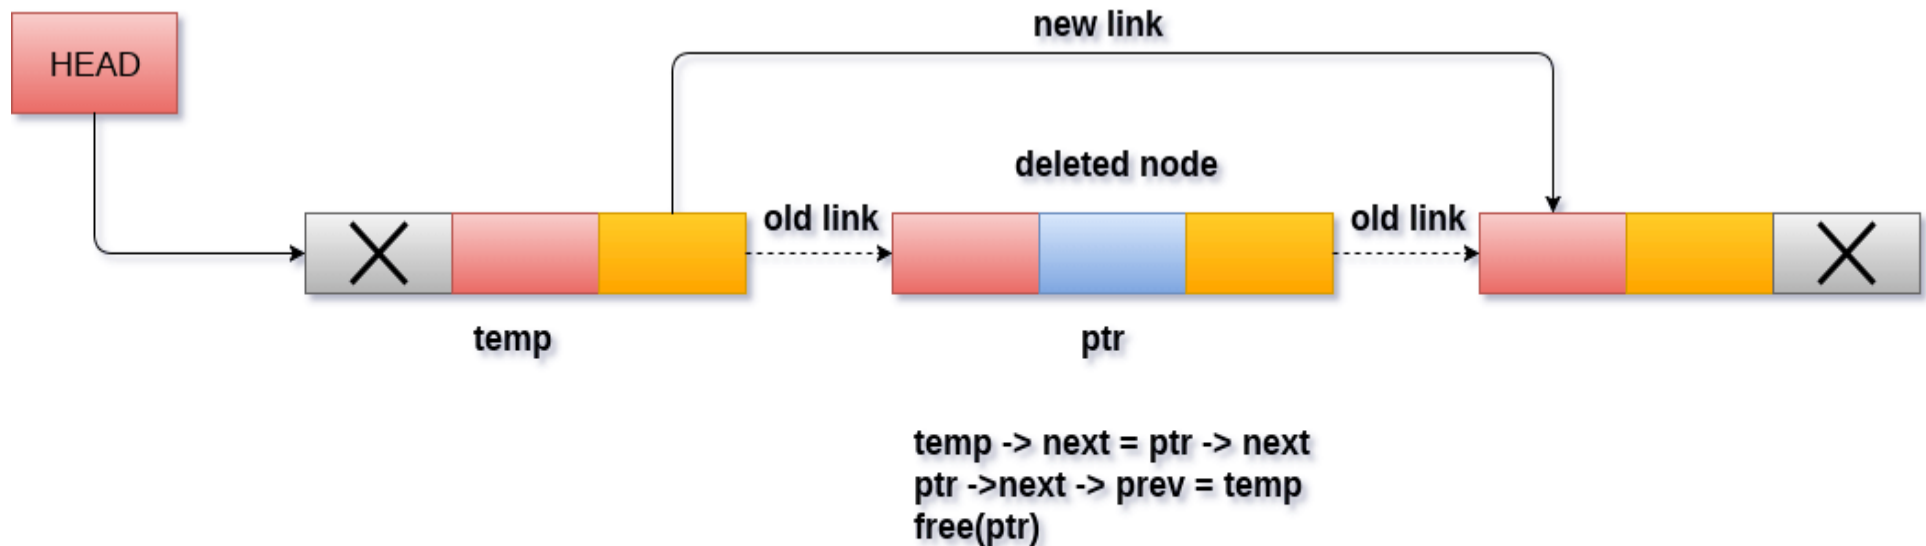 new link
HEAD
deleted node
old link
old link
temp
ptr
temp -> next = ptr -> next
ptr ->next -> prev = temp
free(ptr)